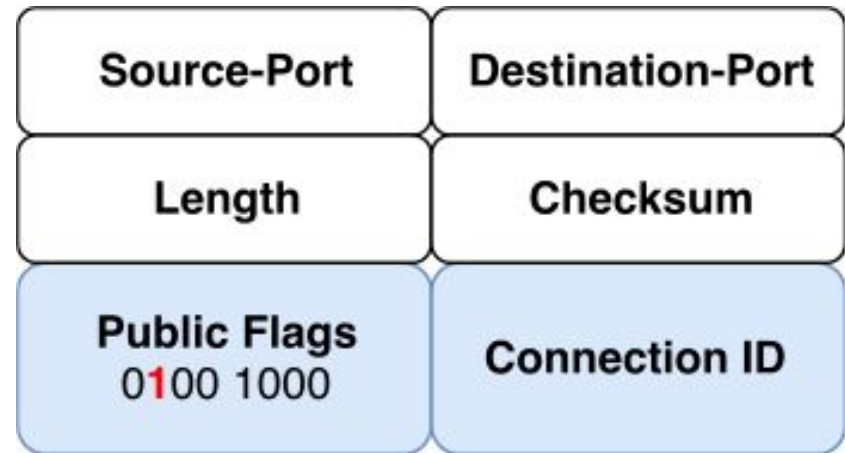 Source-Port
Destination-Port
Length
Checksum
Public Flags
0100 1000
Connection ID